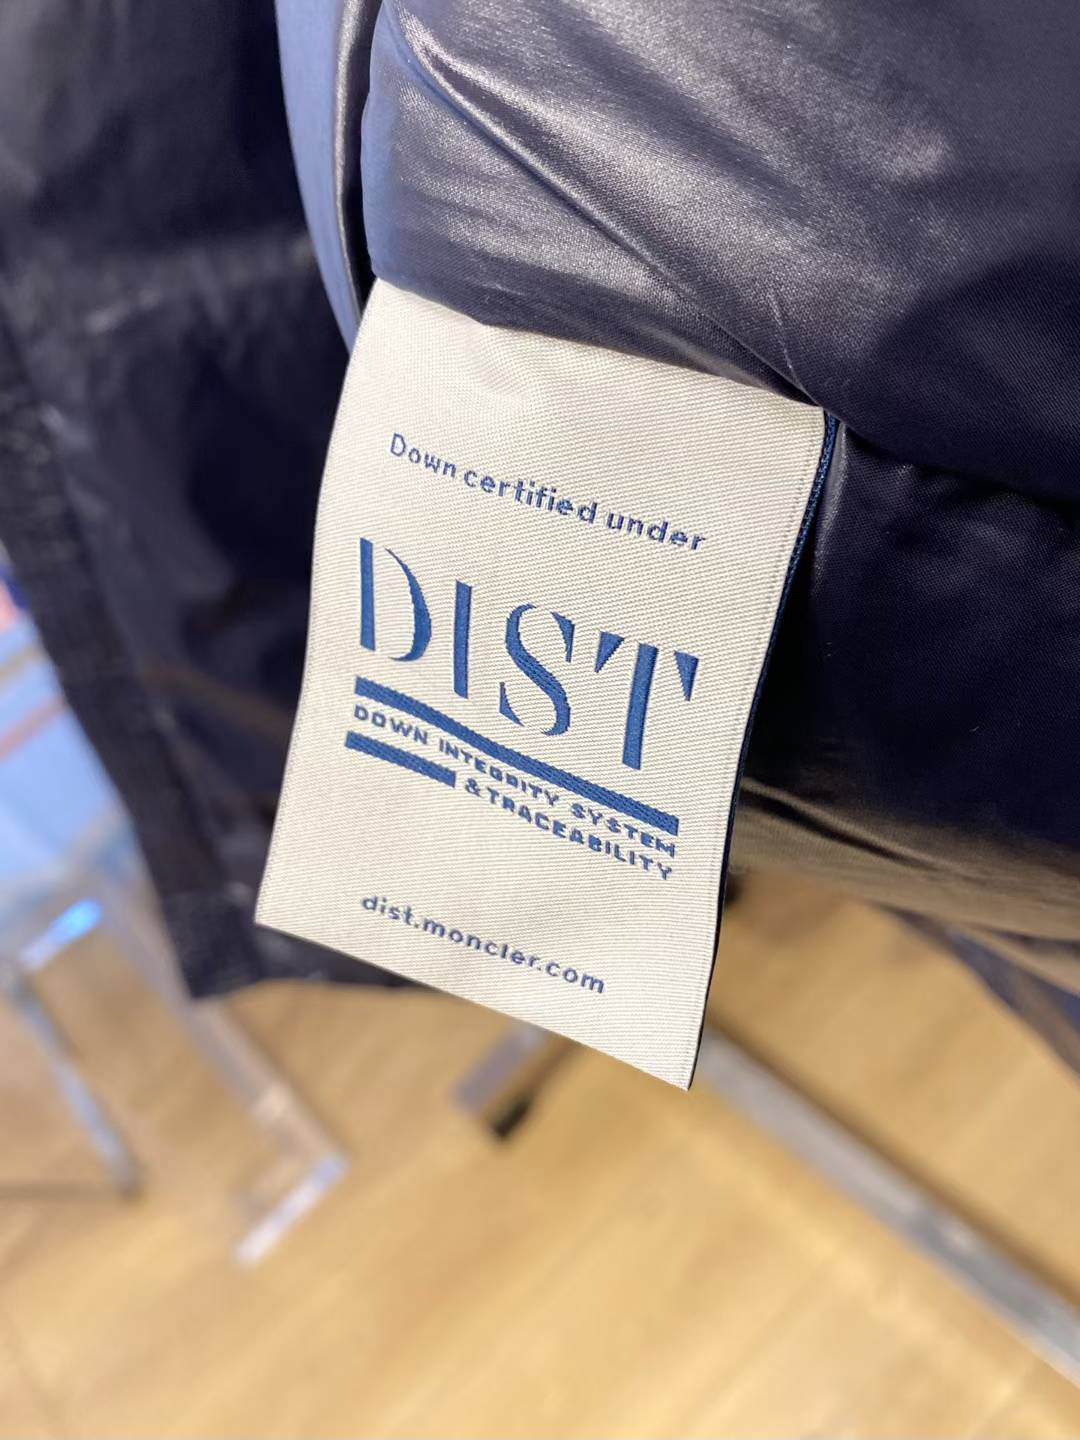 Down certified under
DIST
DOWN INTEGRITY SYSTEM
& TRACEABILITY
dist.moncler.com